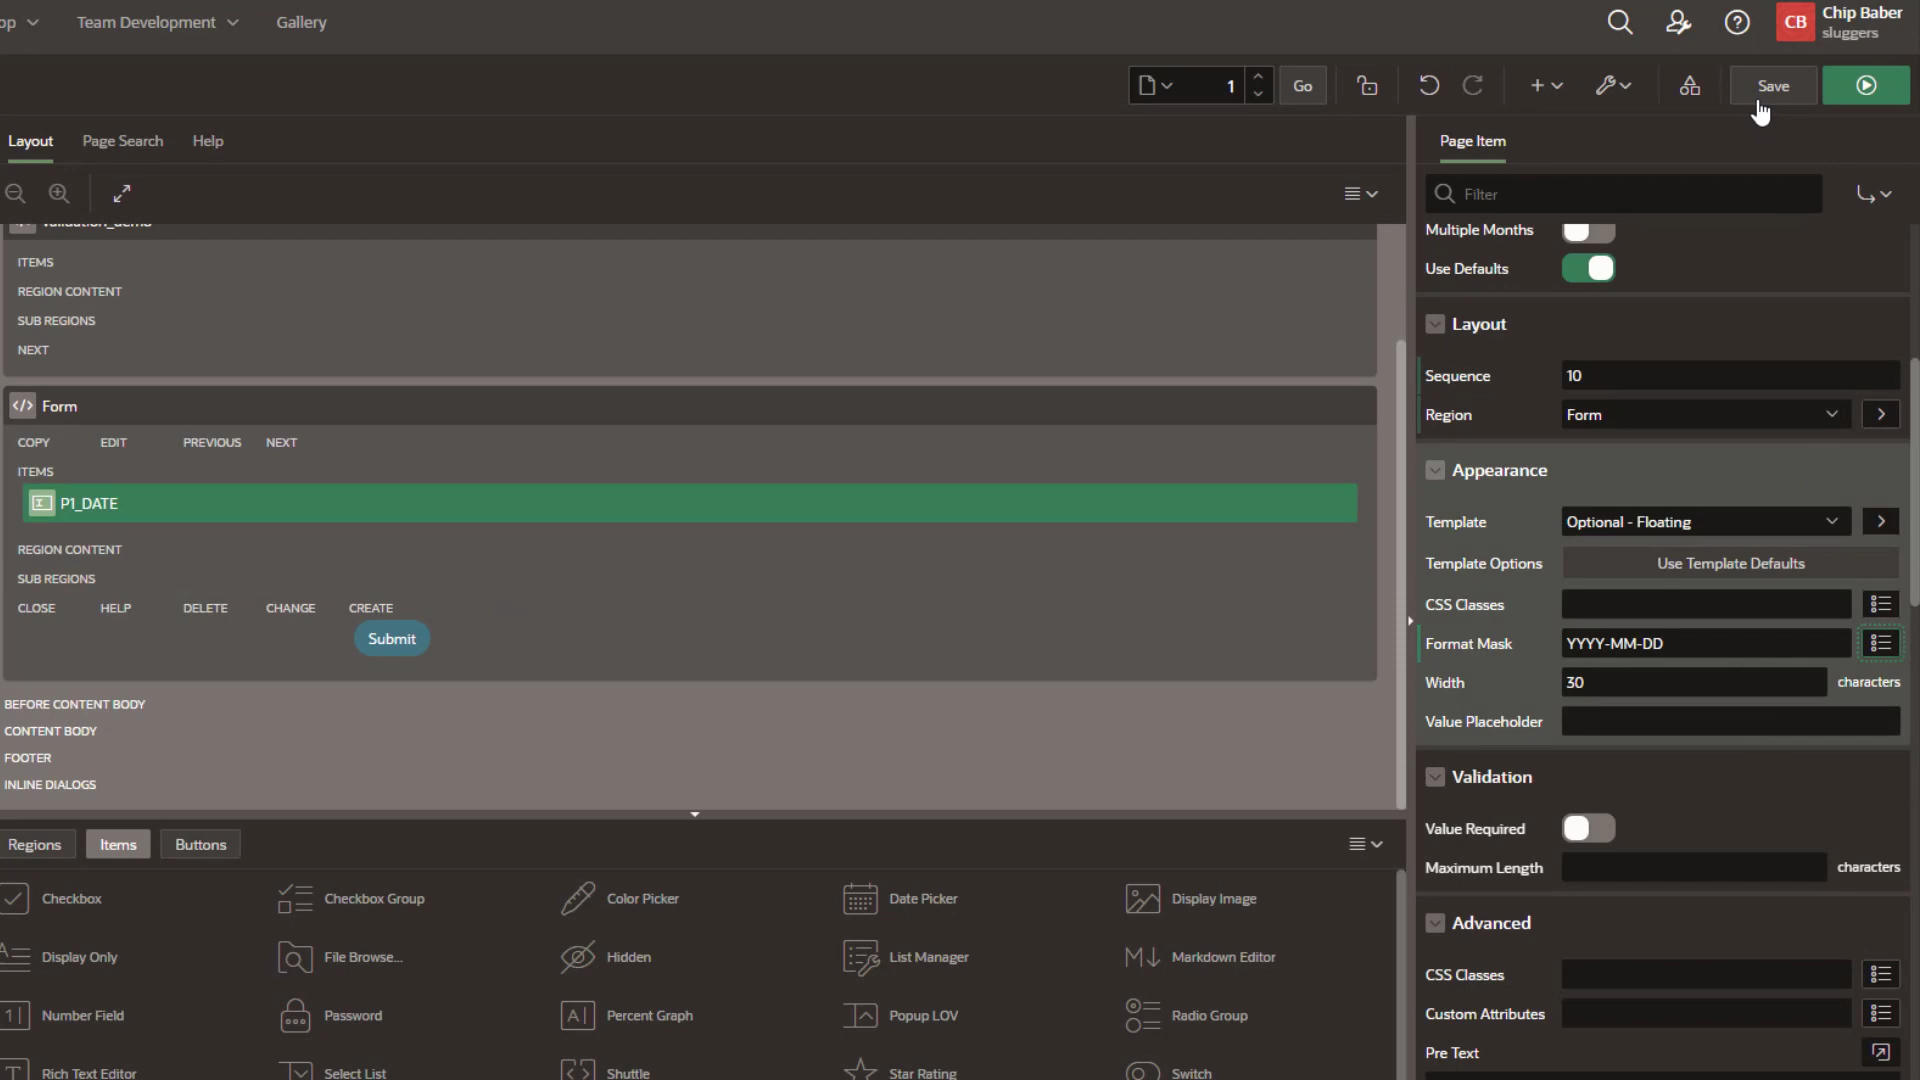 op
Team Development
Gallery
CB
Chip Baber
sluggers
1
Go
Save
Layout
Page Search
Help
Page Item
Filter
validation_demo
ITEMS
REGION CONTENT
SUB REGIONS
NEXT
</> Form
COPY EDIT PREVIOUS NEXT
ITEMS
P1_DATE
REGION CONTENT
SUB REGIONS
CLOSE HELP DELETE CHANGE CREATE
Submit
BEFORE CONTENT BODY
CONTENT BODY
FOOTER
INLINE DIALOGS
Multiple Months
Use Defaults
Layout
Sequence 10
Region Form
Appearance
Template Optional - Floating
Template Options Use Template Defaults
CSS Classes
Format Mask YYYY-MM-DD
Width 30 characters
Value Placeholder
Validation
Value Required
Maximum Length characters
Advanced
CSS Classes
Custom Attributes
Pre Text
Regions Items Buttons
Checkbox Checkbox Group Color Picker Date Picker Display Image
Display Only File Browse... Hidden List Manager Markdown Editor
Number Field Password Percent Graph Popup LOV Radio Group
Rich Text Editor Select List Shuttle Star Rating Switch